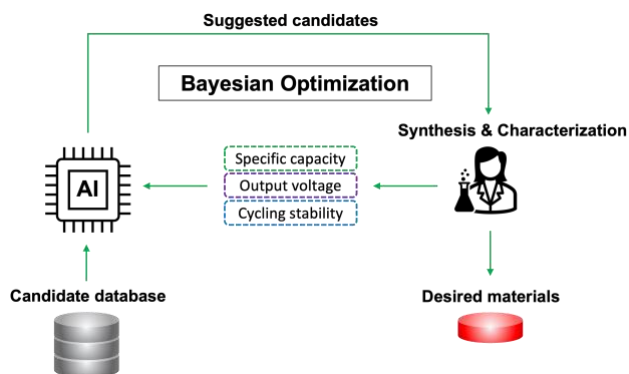 Suggested candidates
Bayesian Optimization
Synthesis & Characterization
Specific capacity
Output voltage
Cycling stability
AI
Candidate database
Desired materials